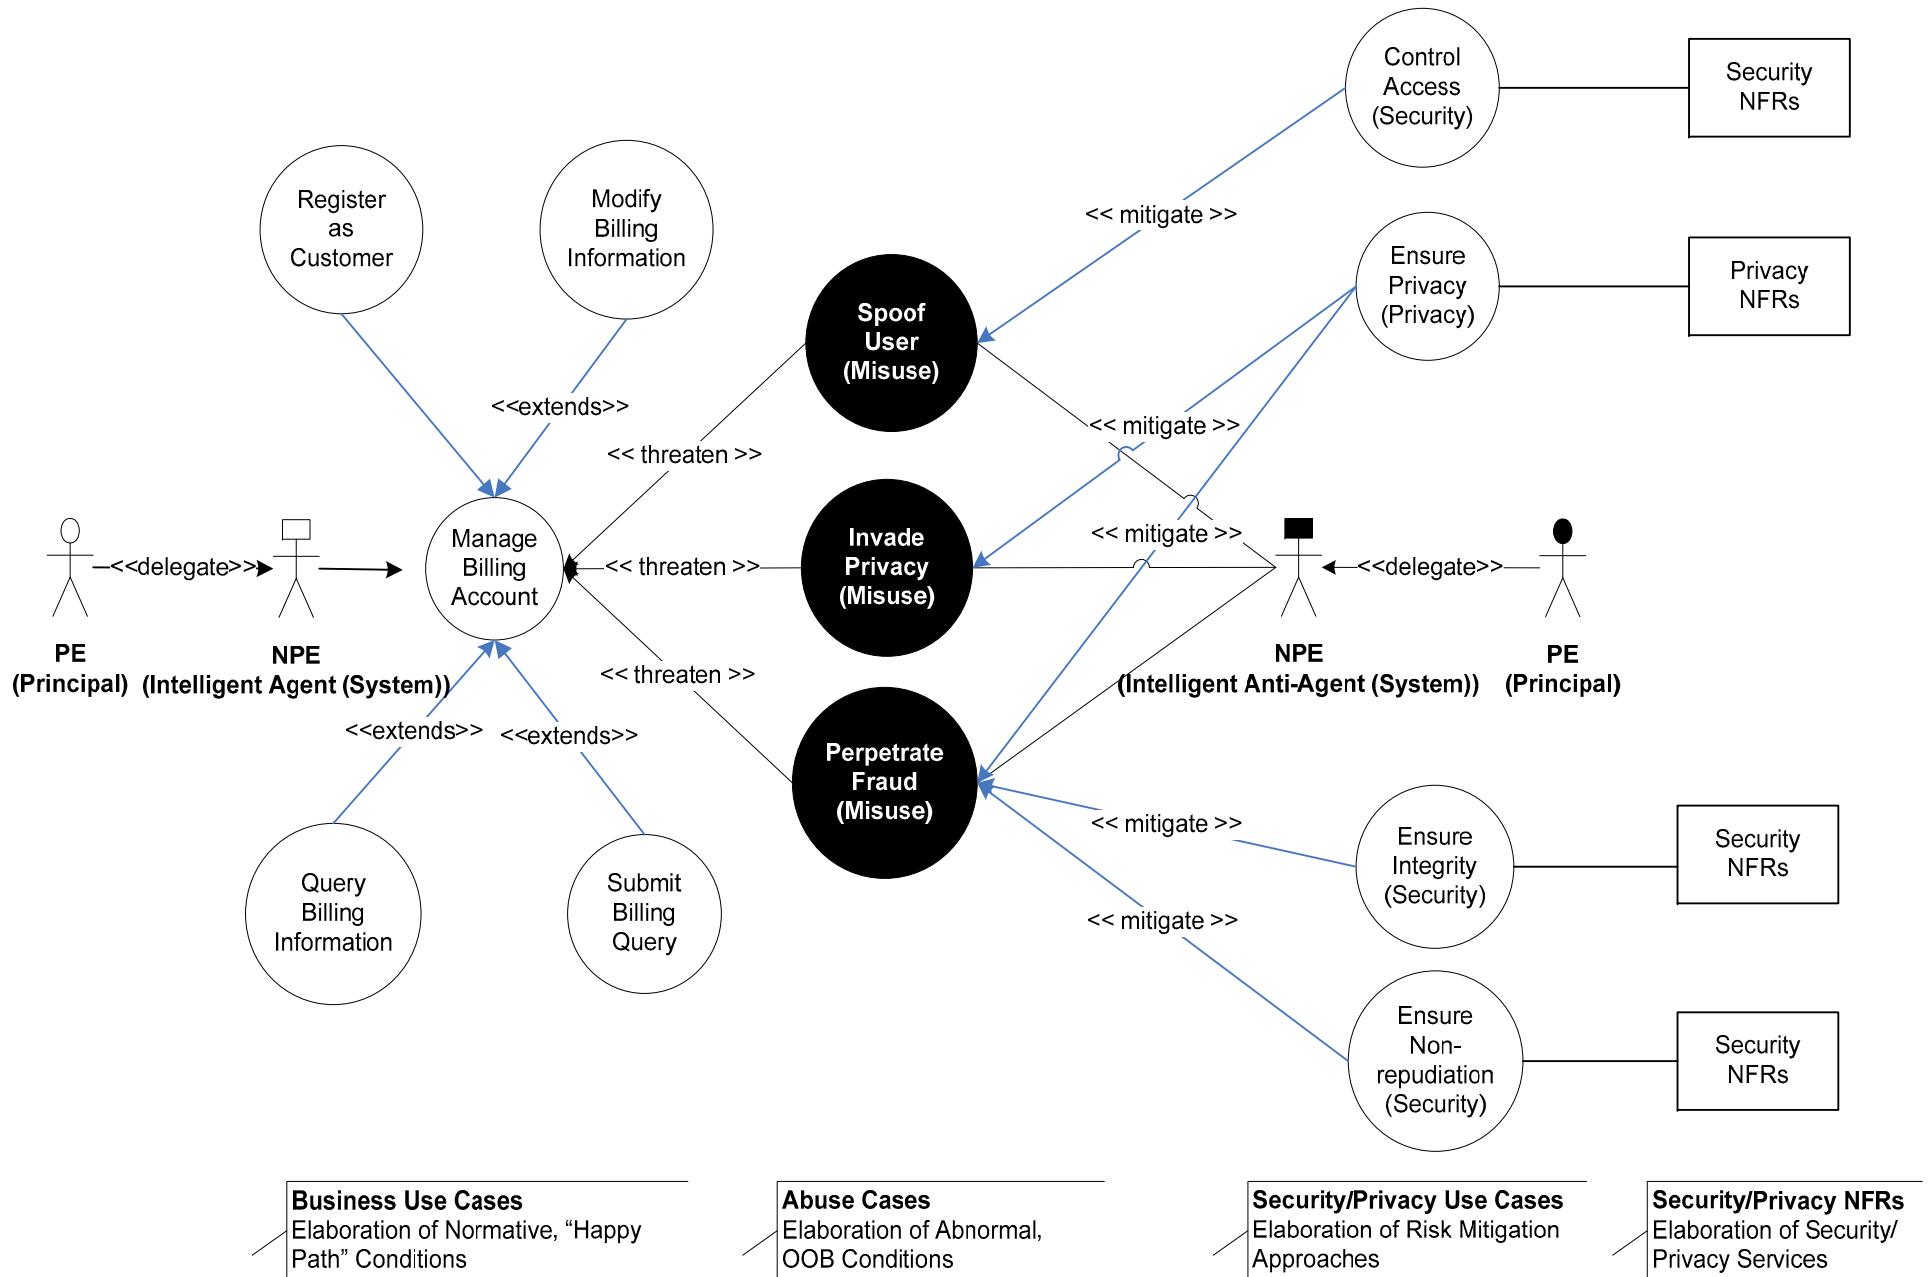 Control
Access
(Security)
Security
NFRs
Register
as
Customer
Modify
Billing
Information
<< mitigate >>
Ensure
Privacy
(Privacy)
Privacy
NFRs
Spoof
User
(Misuse)
<<extends>>
<< mitigate >>
<< threaten >>
Manage
Billing
Account
<< threaten >>
Invade
Privacy
(Misuse)
<< mitigate >>
<<delegate>>
<<delegate>>
PE
(Principal)
NPE
(Intelligent Agent (System))
<< threaten >>
NPE
(Intelligent Anti-Agent (System))
PE
(Principal)
<<extends>>
<<extends>>
Perpetrate
Fraud
(Misuse)
<< mitigate >>
Ensure
Integrity
(Security)
Security
NFRs
Query
Billing
Information
Submit
Billing
Query
<< mitigate >>
Ensure
Non-
repudiation
(Security)
Security
NFRs
Business Use Cases
Elaboration of Normative, “Happy
Path” Conditions
Abuse Cases
Elaboration of Abnormal,
OOB Conditions
Security/Privacy Use Cases
Elaboration of Risk Mitigation
Approaches
Security/Privacy NFRs
Elaboration of Security/
Privacy Services